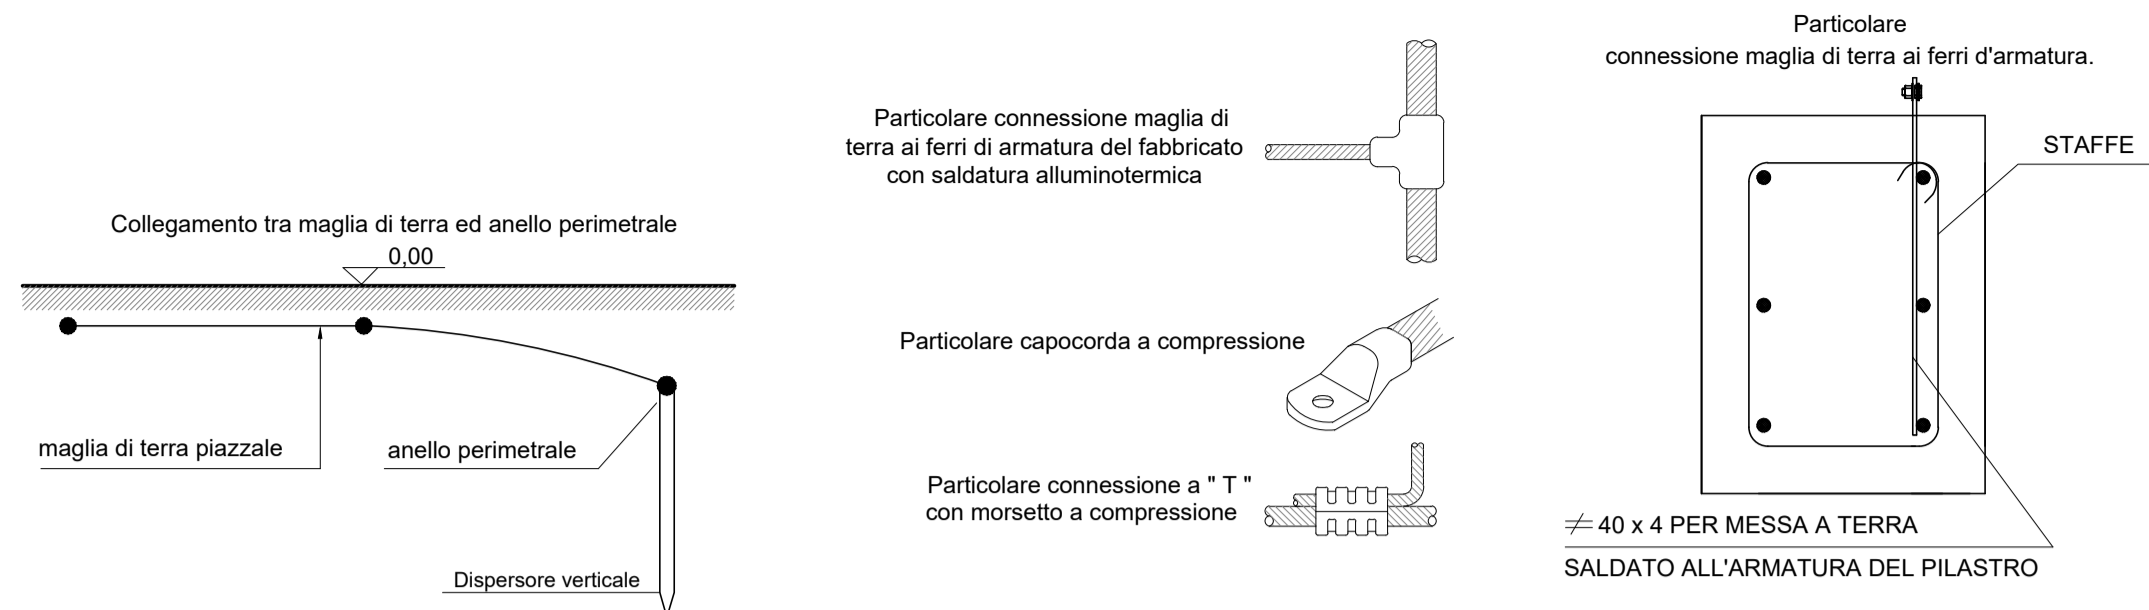 Collegamento tra maglia di terra ed anello perimetrale
0,00
maglia di terra piazzale
anello perimetrale
Dispersore verticale
Particolare connessione maglia di
terra ai ferri di armatura del fabbricato
con saldatura alluminotermica
Particolare capocorda a compressione
Particolare connessione a " T "
con morsetto a compressione
Particolare
connessione maglia di terra ai ferri d'armatura.
STAFFE
40 x 4 PER MESSA A TERRA
SALDATO ALL'ARMATURA DEL PILASTRO